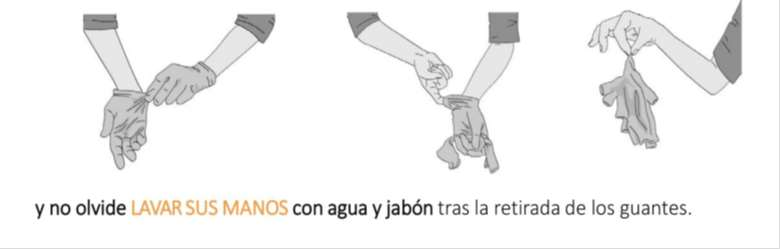 y no olvide LAVAR SUS MANOS con agua y jabón tras la retirada de los guantes.